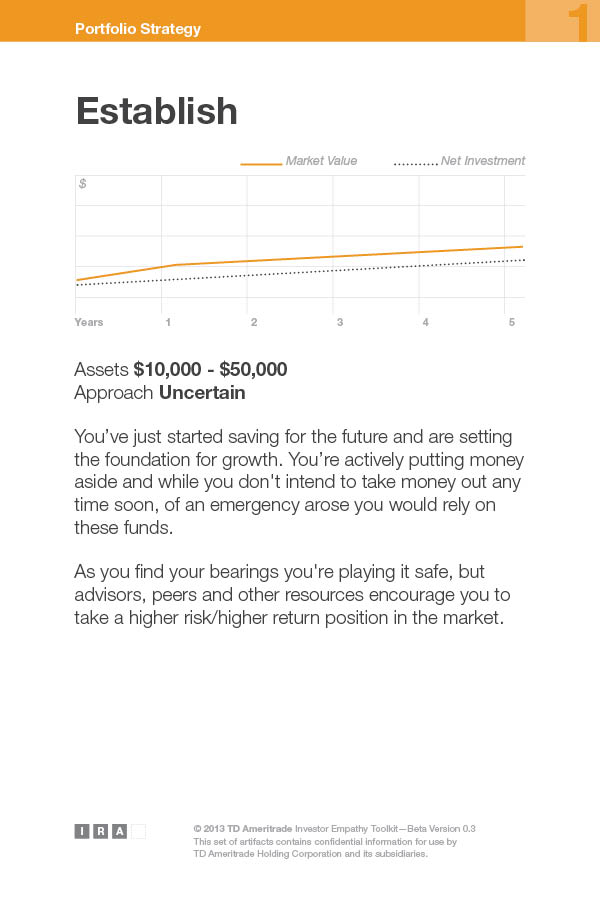 Portfolio Strategy
1
Establish
Market Value
Net Investment
$
Years 1 2 3 4 5
Assets $10,000 - $50,000
Approach Uncertain
You’ve just started saving for the future and are setting
the foundation for growth. You’re actively putting money
aside and while you don't intend to take money out any
time soon, of an emergency arose you would rely on
these funds.
As you find your bearings you're playing it safe, but
advisors, peers and other resources encourage you to
take a higher risk/higher return position in the market.
I R A
© 2013 TD Ameritrade Investor Empathy Toolkit—Beta Version 0.3
This set of artifacts contains confidential information for use by
TD Ameritrade Holding Corporation and its subsidiaries.